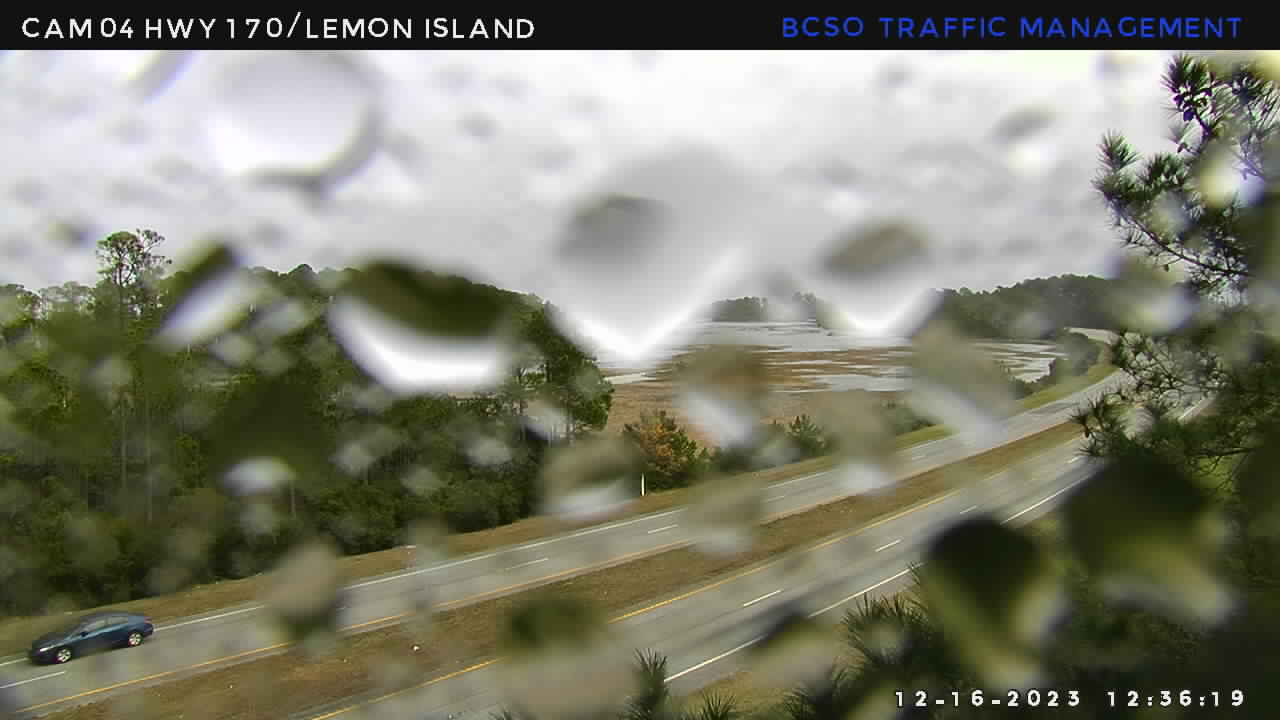 CAM04 HWY 170/LEMON ISLAND
BCSO TRAFFIC MANAGEMENT
12-16-2023 12:36:19